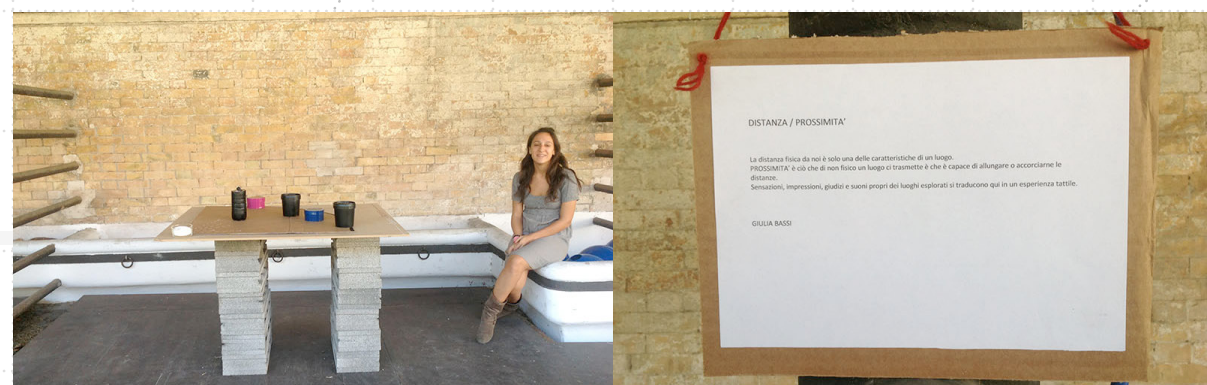 DISTANZA / PROSSIMITA'
La distanza fisica da noi è solo una delle caratteristiche di un luogo.
PROSSIMITA' è ciò che di non fisico un luogo ci trasmette è che è capace di allungare o accorciarne le
distanze.
Sensazioni, impressioni, giudizi e suoni propri dei luoghi esplorati si traducono qui in un esperienza tattile.
GIULIA BASSI